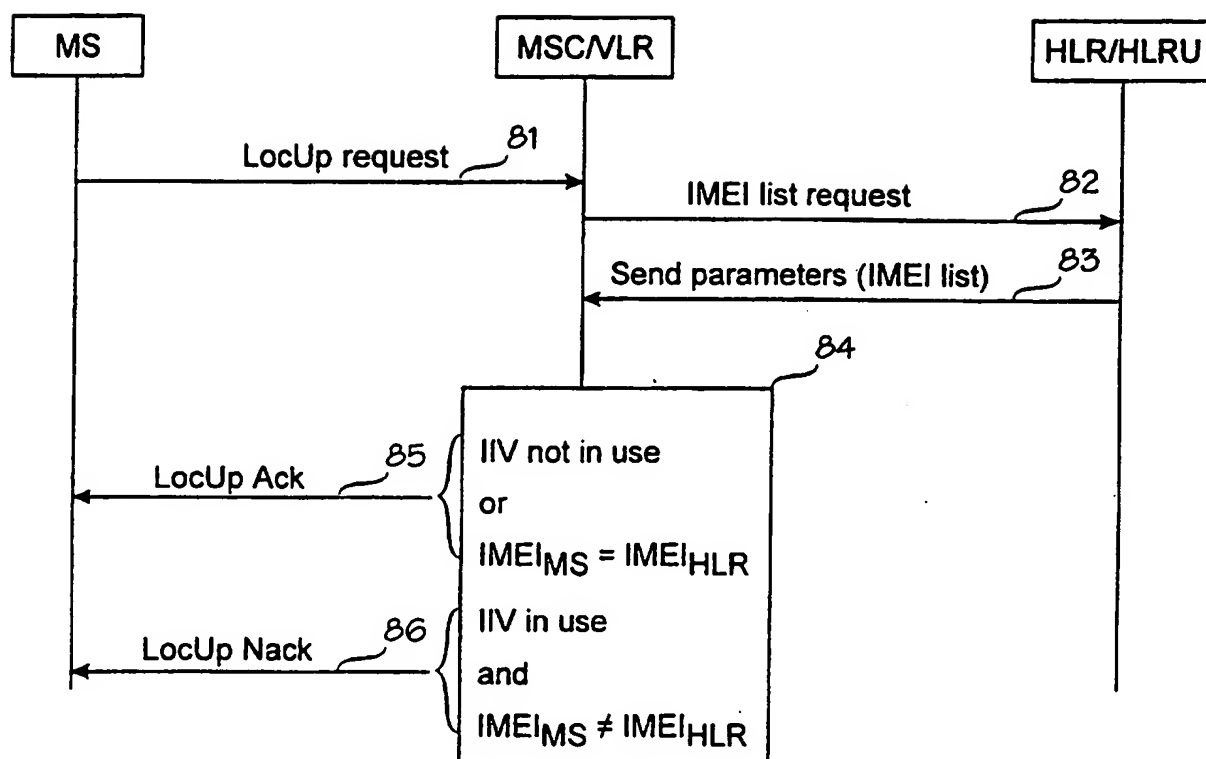 MS
MSC/VLR
HLR/HLRU
81
LocUp request
82
IMEI list request
83
Send parameters (IMEI list)
84
IIV not in use
85
LocUp Ack
or
IMEIMS = IMEIHLR
IIV in use
86
LocUp Nack
and
IMEIMS ≠ IMEIHLR